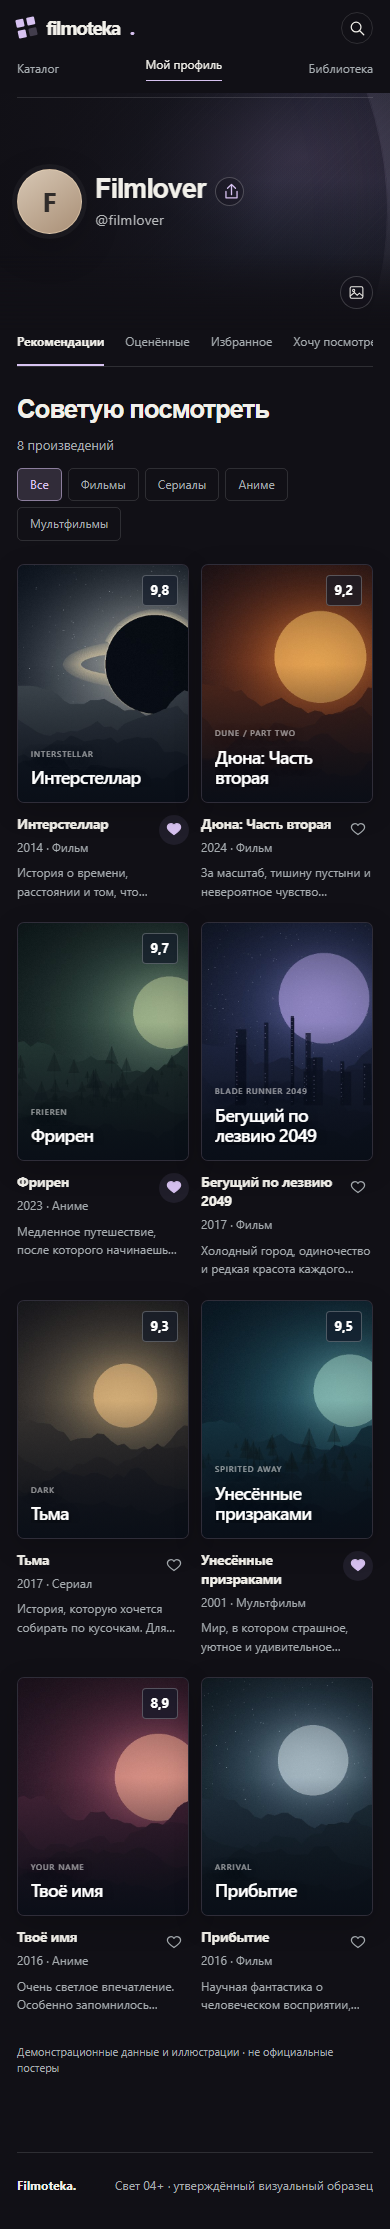 filmoteka.
Каталог
Мой профиль
Библиотека
F
Filmlover
@filmlover
Рекомендации
Оценённые
Избранное
Хочу посмотре
Советую посмотреть
8 произведений
Все
Фильмы
Сериалы
Аниме
Мультфильмы
9,8
INTERSTELLAR
Интерстеллар
9,2
DUNE / PART TWO
Дюна: Часть
вторая
Интерстеллар
2014 · Фильм
История о времени,
расстоянии и том, что...
Дюна: Часть вторая
2024 · Фильм
За масштаб, тишину пустыни и
невероятное чувство...
9,7
FRIEREN
Фрирен
BLADE RUNNER 2049
Бегущий по
лезвию 2049
Фрирен
2023 · Аниме
Медленное путешествие,
после которого начинаешь...
Бегущий по лезвию
2049
2017 · Фильм
Холодный город, одиночество
и редкая красота каждого...
9,3
DARK
Тьма
9,5
SPIRITED AWAY
Унесённые
призраками
Тьма
2017 · Сериал
История, которую хочется
собирать по кусочкам. Для...
Унесённые
призраками
2001 · Мультфильм
Мир, в котором страшное,
уютное и удивительное...
8,9
YOUR NAME
Твоё имя
ARRIVAL
Прибытие
Твоё имя
2016 · Аниме
Очень светлое впечатление.
Особенно запомнилось...
Прибытие
2016 · Фильм
Научная фантастика о
человеческом восприятии,...
Демонстрационные данные и иллюстрации · не официальные
постеры
Filmoteka.
Свет 04+ · утверждённый визуальный образец